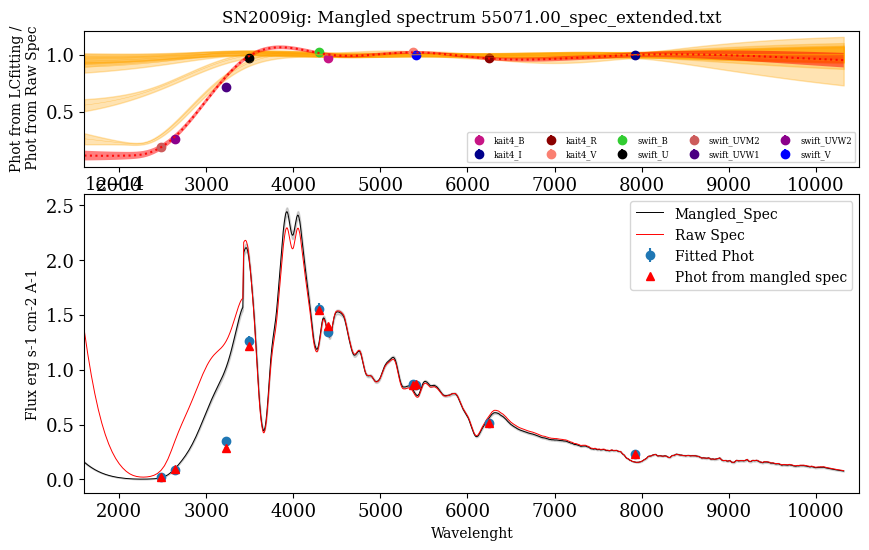 SN2009ig: Mangled spectrum 55071.00_spec_extended.txt
Phot from LCfitting /
Phot from Raw Spec
1.0
0.5
kait4_B
kait4_R
swift_B
swift_UVM2
swift_UVW2
kait4_I
kait4_V
swift_U
swift_UVW1
swift_V
2000
3000
4000
5000
6000
7000
8000
9000
10000
1e−14
Flux erg s-1 cm-2 A-1
2.5
2.0
1.5
1.0
0.5
0.0
Mangled_Spec
Raw Spec
Fitted Phot
Phot from mangled spec
2000
3000
4000
5000
6000
7000
8000
9000
10000
Wavelenght